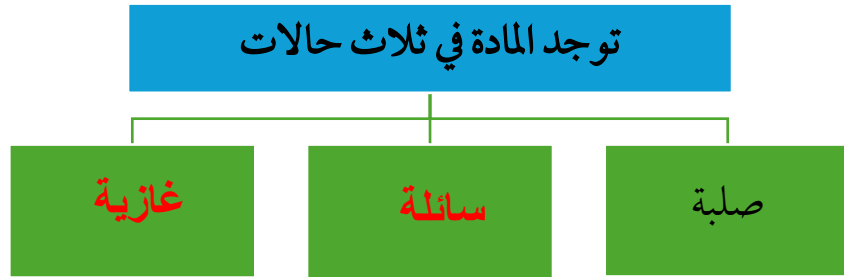 توجد المادة في ثلاث حالات
صلبة
سائلة
غازية